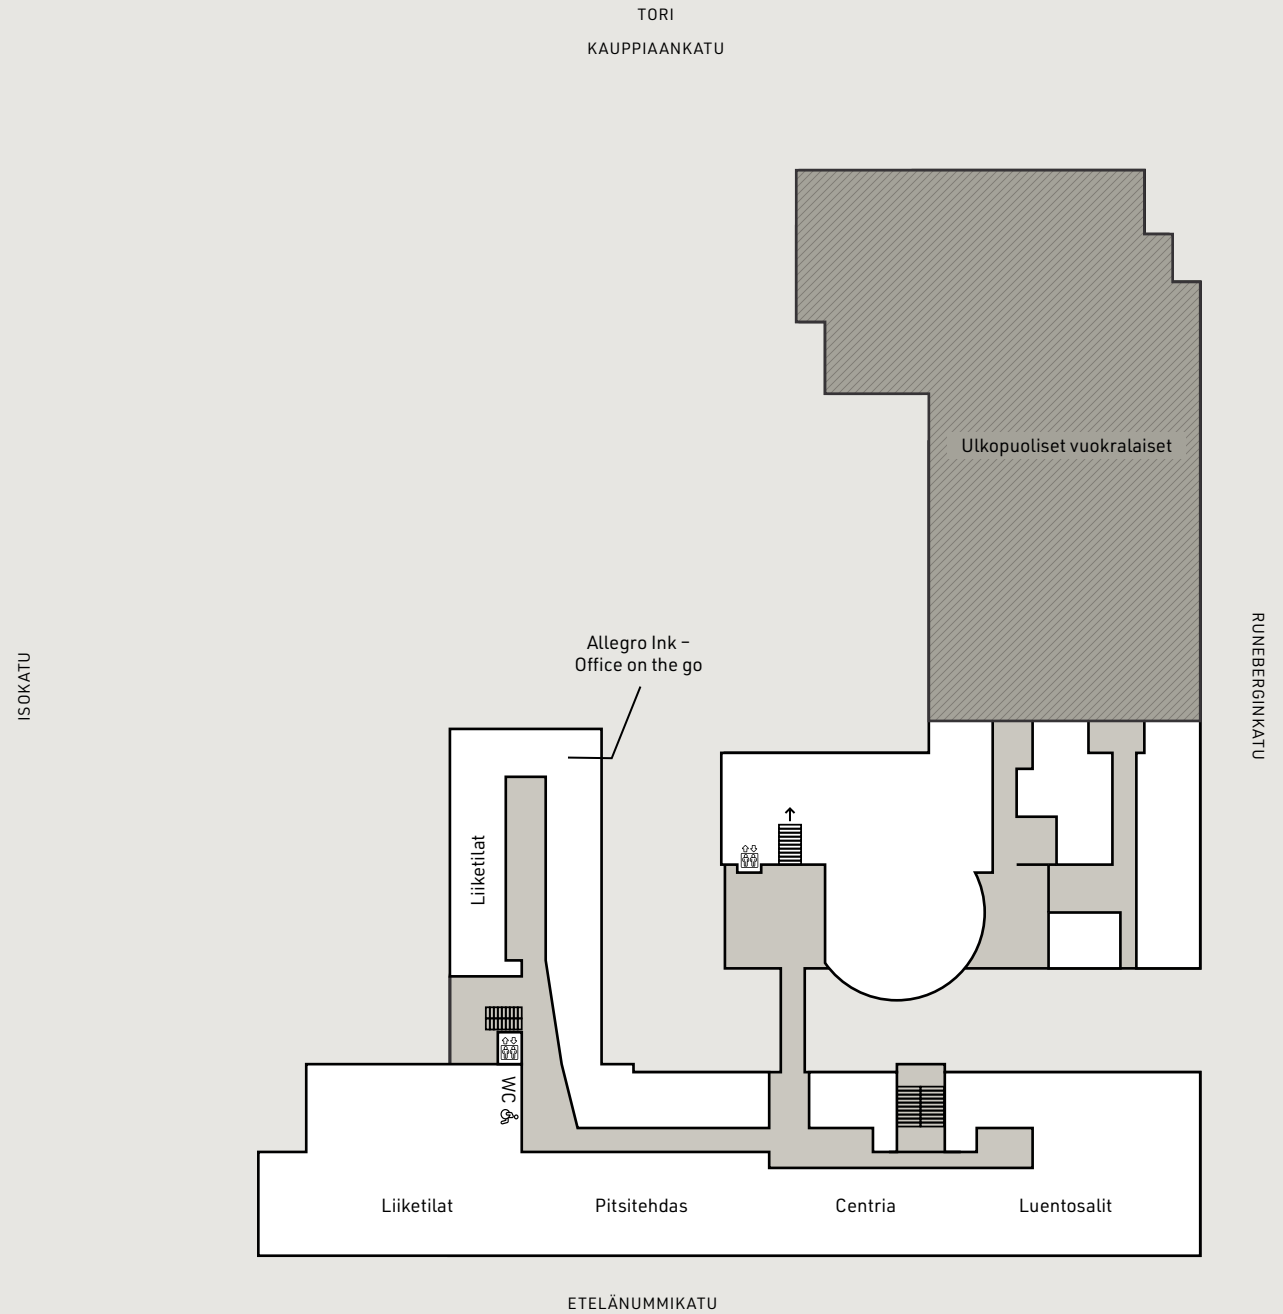 TORI
KAUPPIAANKATU
Ulkopuoliset vuokralaiset
Allegro Ink –
Office on the go
ISOKATU
RUNEBERGINKATU
Liiketilat
WC
Liiketilat
Pitsitehdas
Centria
Luentosalit
ETELÄNUMMIKATU